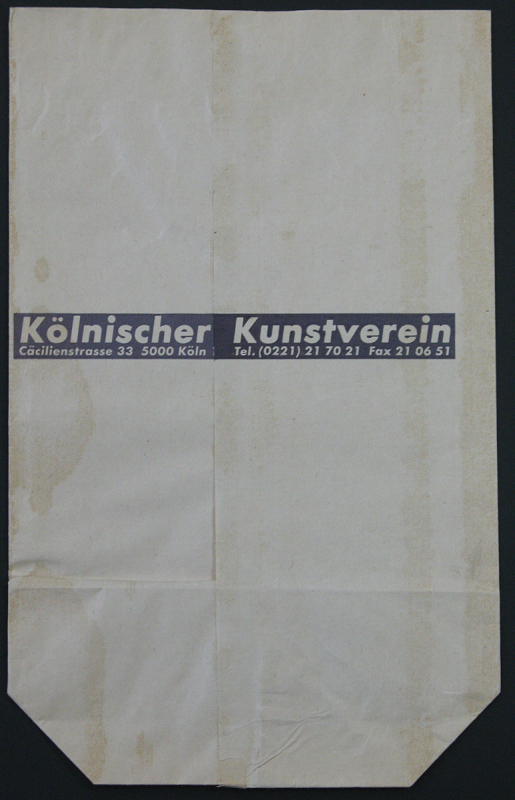 Kölnischer Kunstverein
Cäcilienstrasse 33 5000 Köln Tel. (0221) 21 70 21 Fax 21 06 51